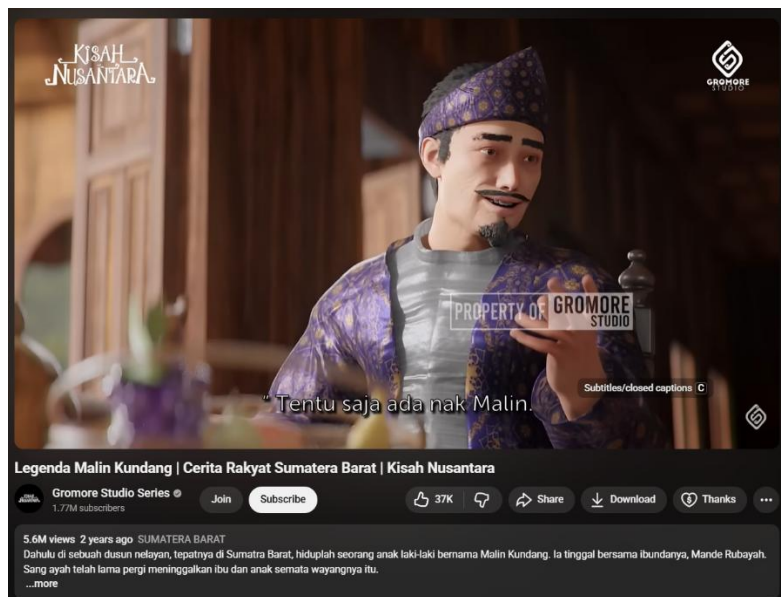 KISAH
NUSANTARA
GROMORE
STUDIO
PROPERTY OF GROMORE
STUDIO
Subtitles/closed captions C
" Tentu saja ada nak Malin.
Legenda Malin Kundang | Cerita Rakyat Sumatera Barat | Kisah Nusantara
Gromore Studio Series
1.77M subscribers
Join
Subscribe
37K
Share
Download
Thanks
5.6M views 2 years ago SUMATERA BARAT
Dahulu di sebuah dusun nelayan, tepatnya di Sumatra Barat, hiduplah seorang anak laki-laki bernama Malin Kundang. Ia tinggal bersama ibundanya, Mande Rubayah.
Sang ayah telah lama pergi meninggalkan ibu dan anak semata wayangnya itu.
...more